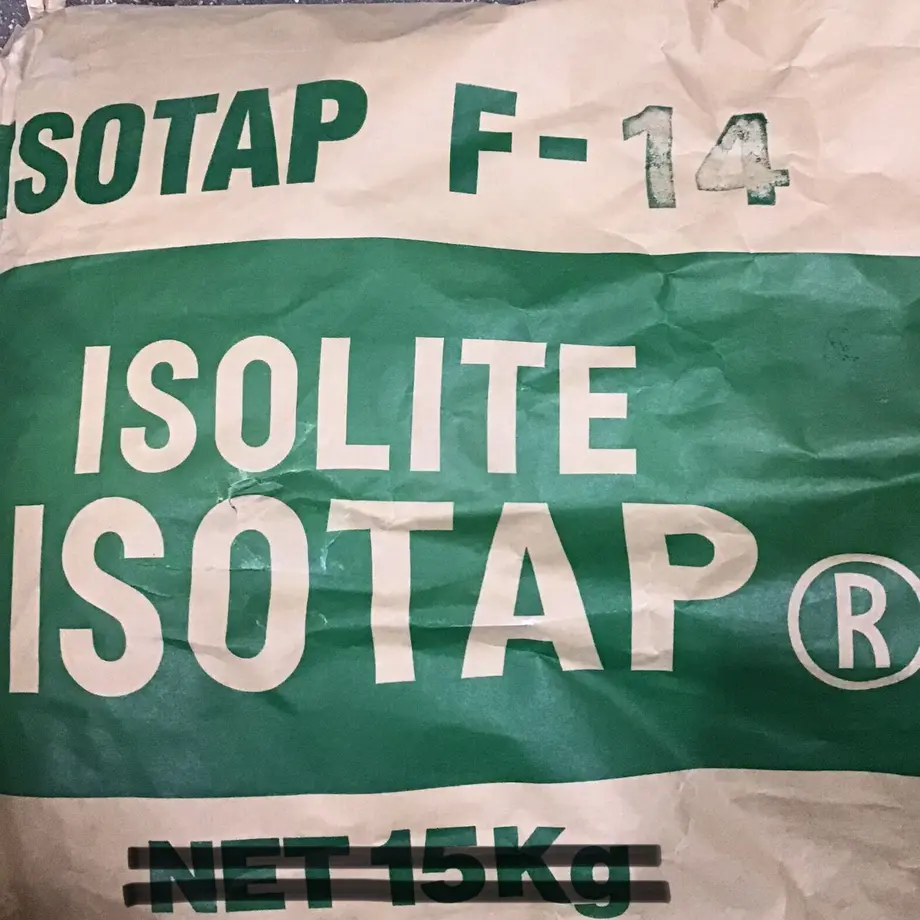 ISOTAP F-14
ISOLITE
ISOTAP ®
NET 15Kg